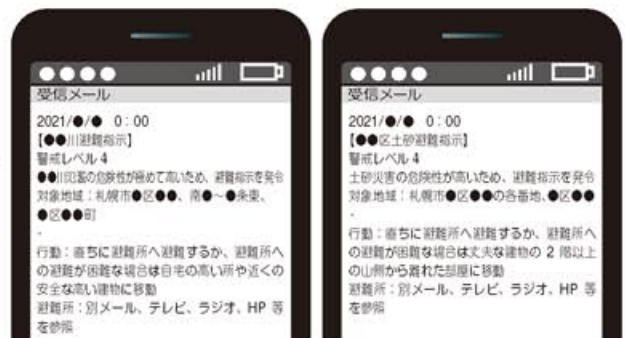 ●●●●
受信メール
2021/●/●　0：00
【●●川避難指示】
警戒レベル 4
●●川氾濫の危険性が極めて高いため、避難指示を発令
対象地域：札幌市●区●●、南●～●条東、
●区●●町
.
行動：直ちに避難所へ避難するか、避難所へ
の避難が困難な場合は自宅の高い所や近くの
安全な高い建物に移動
避難所：別メール、テレビ、ラジオ、HP 等
を参照
●●●●
受信メール
2021/●/●　0：00
【●●区土砂避難指示】
警戒レベル 4
土砂災害の危険性が高いため、避難指示を発令
対象地域：札幌市●区●●の各番地、●区●●
.
行動：直ちに避難所へ避難するか、避難所へ
の避難が困難な場合は丈夫な建物の 2 階以上
の山側から離れた部屋に移動
避難所：別メール、テレビ、ラジオ、HP 等
を参照